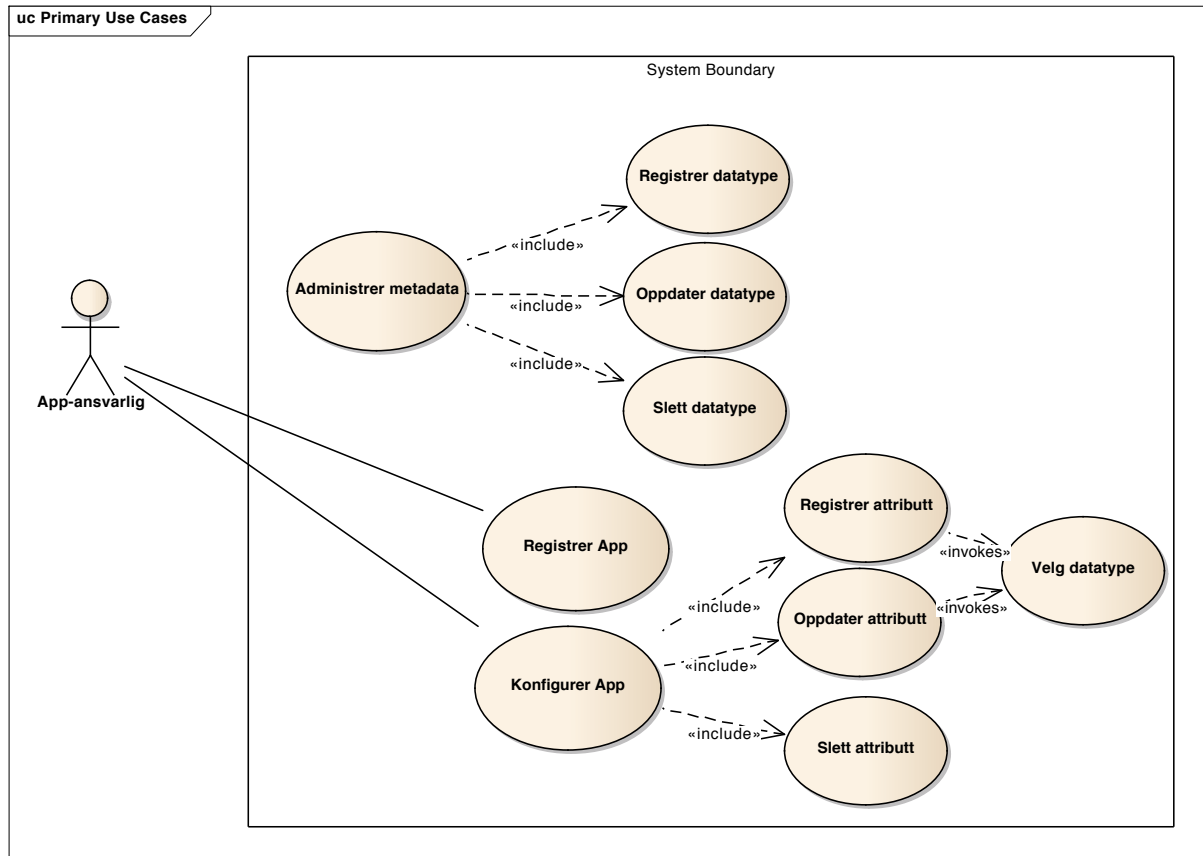 uc Primary Use Cases
System Boundary
Registrer datatype
«include»
Administrer metadata
Oppdater datatype
«include»
«include»
App-ansvarlig
Slett datatype
Registrer attributt
Registrer App
«invokes»
Velg datatype
«include»
Oppdater attributt
«invokes»
«include»
Konfigurer App
«include»
Slett attributt